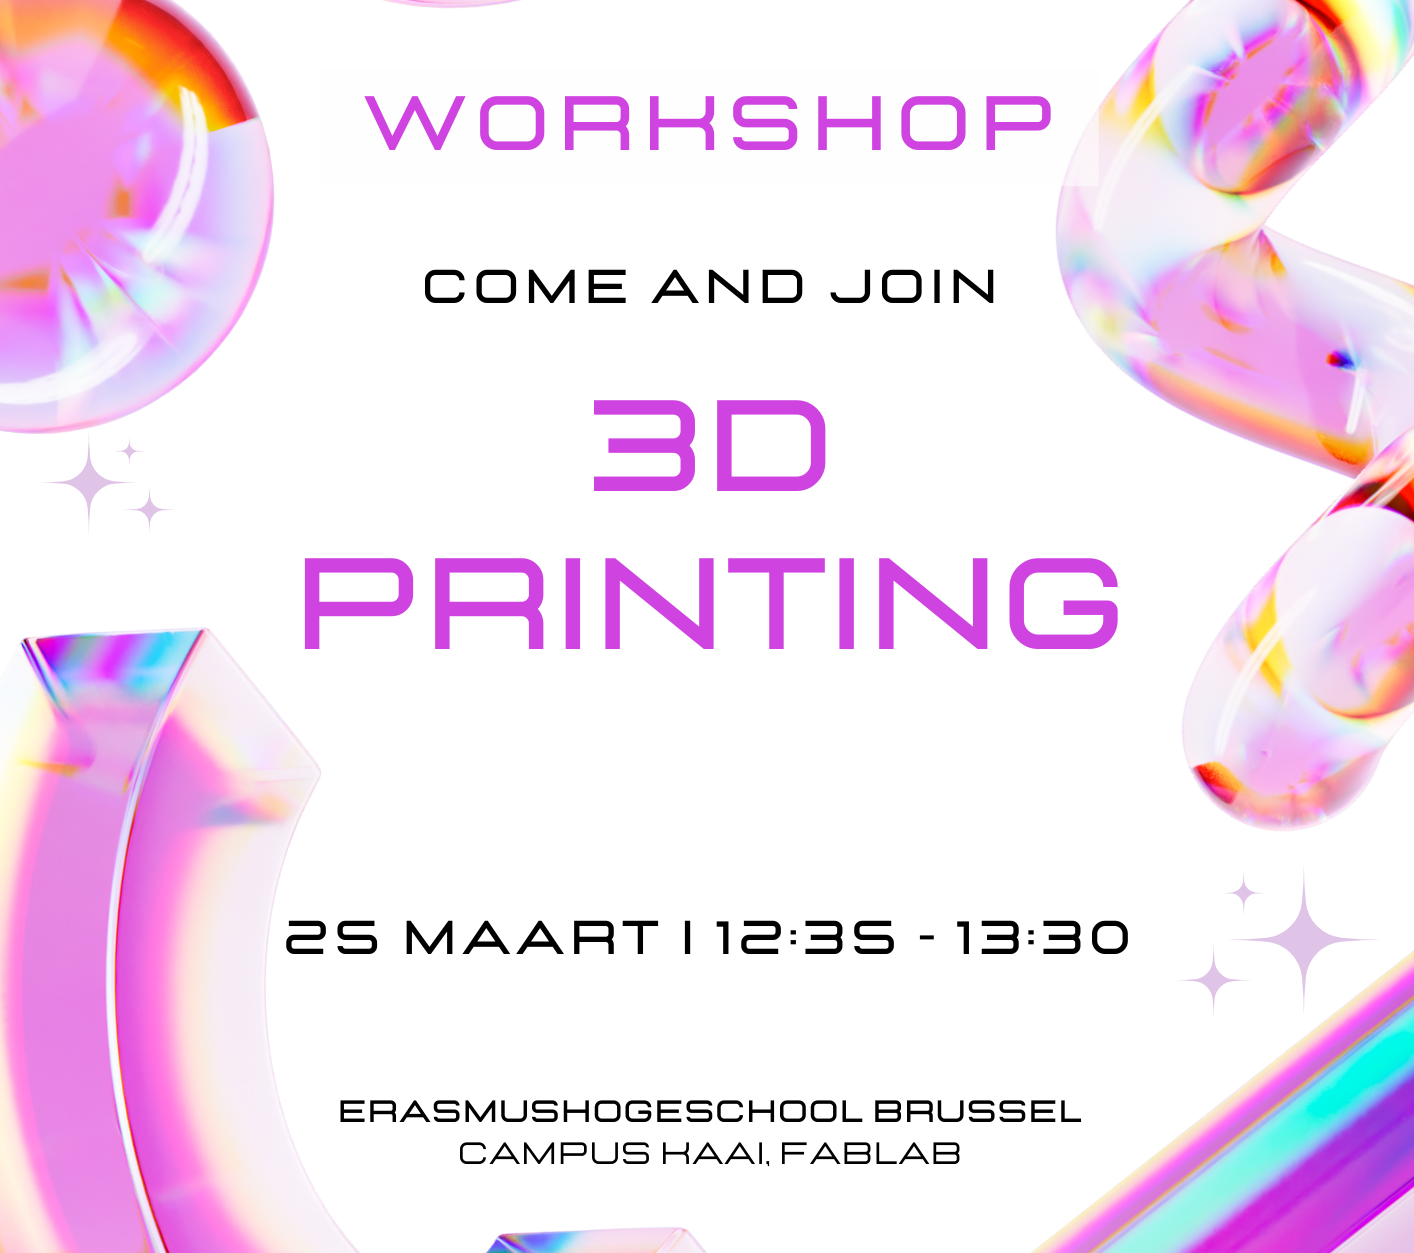 WORKSHOP
COME AND JOIN
3D
PRINTING
25 MAART | 12:35 - 13:30
ERASMUSHOGESCHOOL BRUSSEL
CAMPUS KAAI, FABLAB